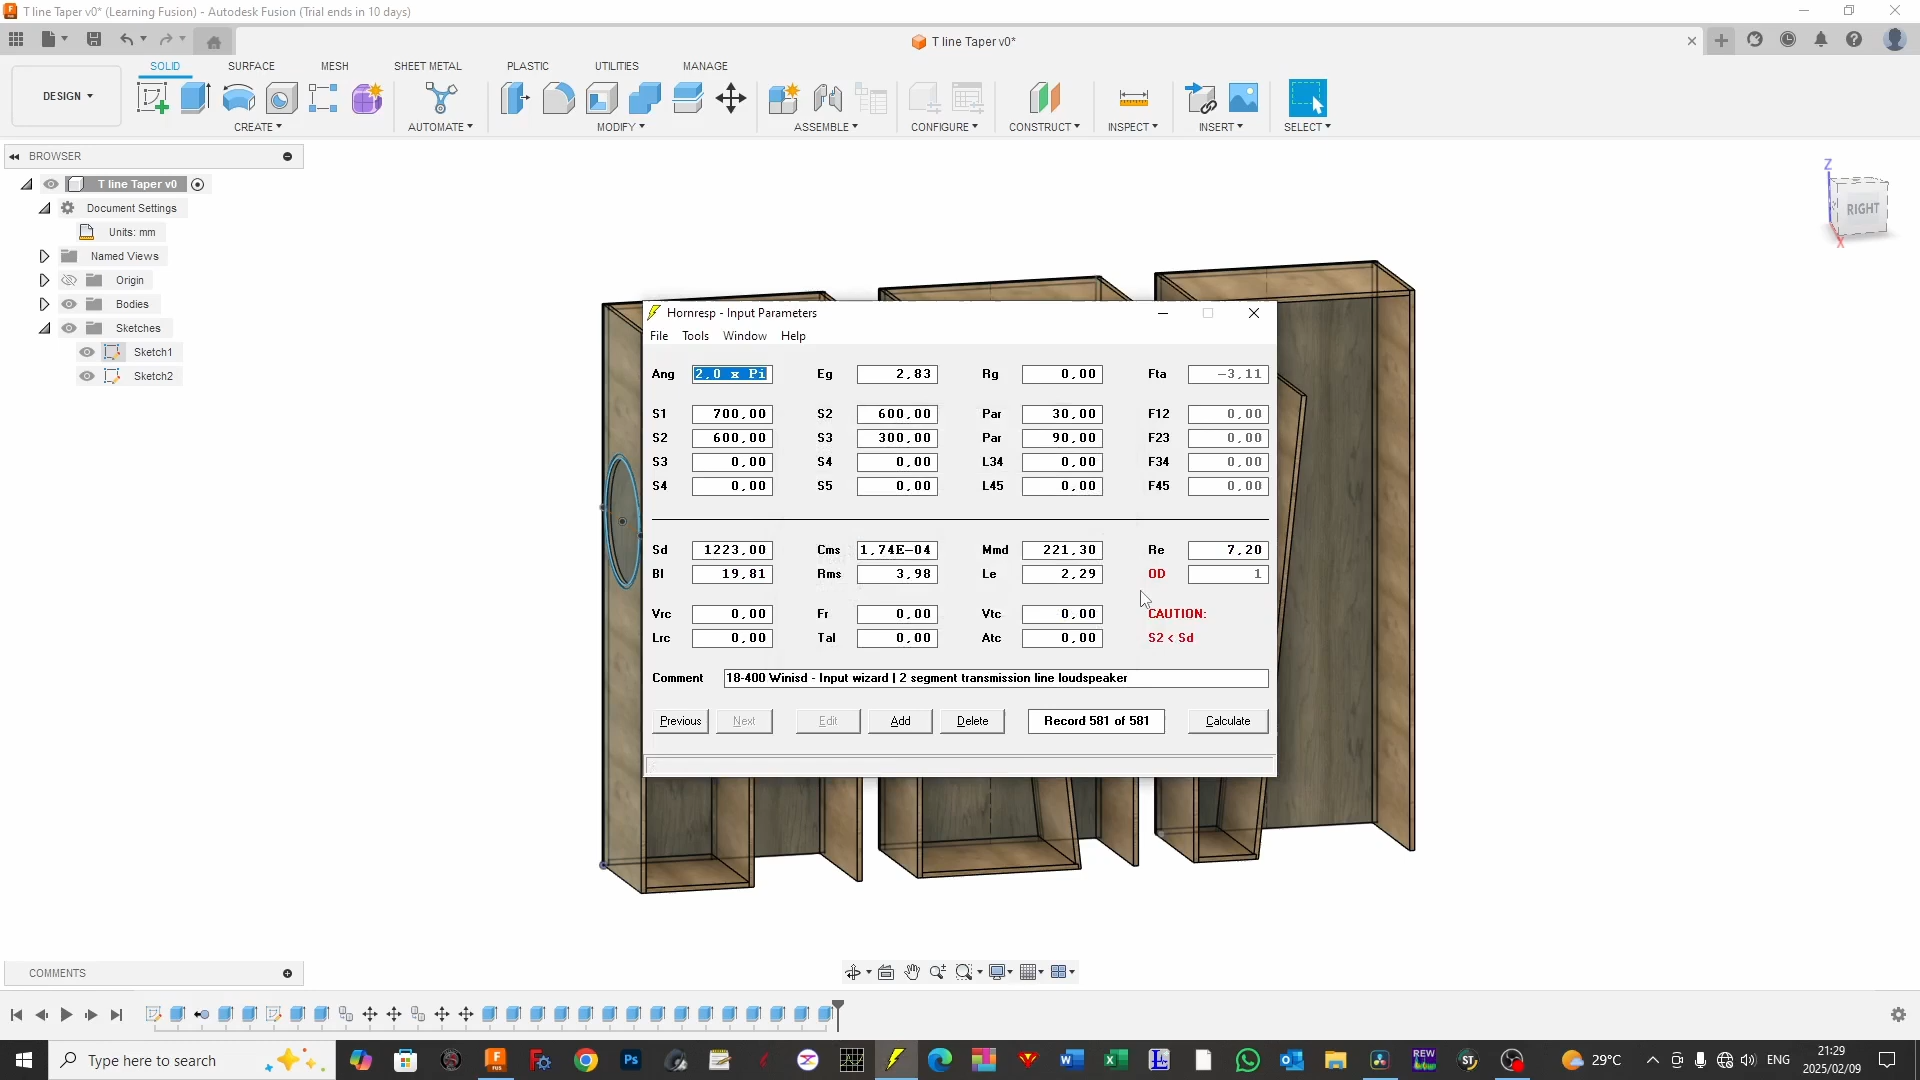 T line Taper v0* (Learning Fusion) - Autodesk Fusion (Trial ends in 10 days)
T line Taper v0*
SOLID SURFACE MESH SHEET METAL PLASTIC UTILITIES MANAGE
DESIGN
CREATE AUTOMATE MODIFY ASSEMBLE CONFIGURE CONSTRUCT INSPECT INSERT SELECT
BROWSER
T line Taper v0
Document Settings
Units: mm
Named Views
Origin
Bodies
Sketches
Sketch1
Sketch2
Z
RIGHT
X
Hornresp - Input Parameters
File Tools Window Help
Ang 2,0 x Pi Eg 2,83 Rg 0,00 Fta -3,11
S1 700,00 S2 600,00 Par 30,00 F12 0,00
S2 600,00 S3 300,00 Par 90,00 F23 0,00
S3 0,00 S4 0,00 L34 0,00 F34 0,00
S4 0,00 S5 0,00 L45 0,00 F45 0,00
Sd 1223,00 Cms 1,74E-04 Mmd 221,30 Re 7,20
Bl 19,81 Rms 3,98 Le 2,29 OD 1
Vrc 0,00 Fr 0,00 Vtc 0,00 CAUTION:
Lrc 0,00 Tal 0,00 Atc 0,00 S2 < Sd
Comment 18-400 Winisd - Input wizard | 2 segment transmission line loudspeaker
Previous Next Edit Add Delete Record 581 of 581 Calculate
COMMENTS
Type here to search
29°C
ENG
21:29
2025/02/09
FUS
Ps
REW
ST